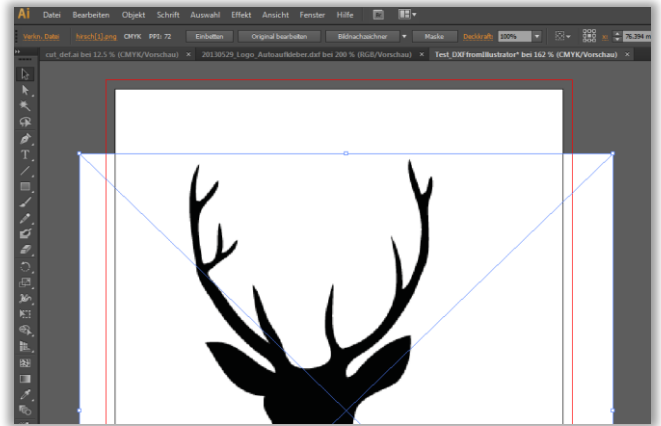 Ai Datei Bearbeiten Objekt Schrift Auswahl Effekt Ansicht Fenster Hilfe
Verkn. Datei hirsch[1].png CMYK PPI: 72 Einbetten Original bearbeiten Bildnachzeichner Maske Deckkraft: 100% x: 76.394 m
cut_def.ai bei 12.5 % (CMYK/Vorschau) × 20130529_Logo_Autoaufkleber.dxf bei 200 % (RGB/Vorschau) × Test_DXFfromIllustrator* bei 162 % (CMYK/Vorschau) ×